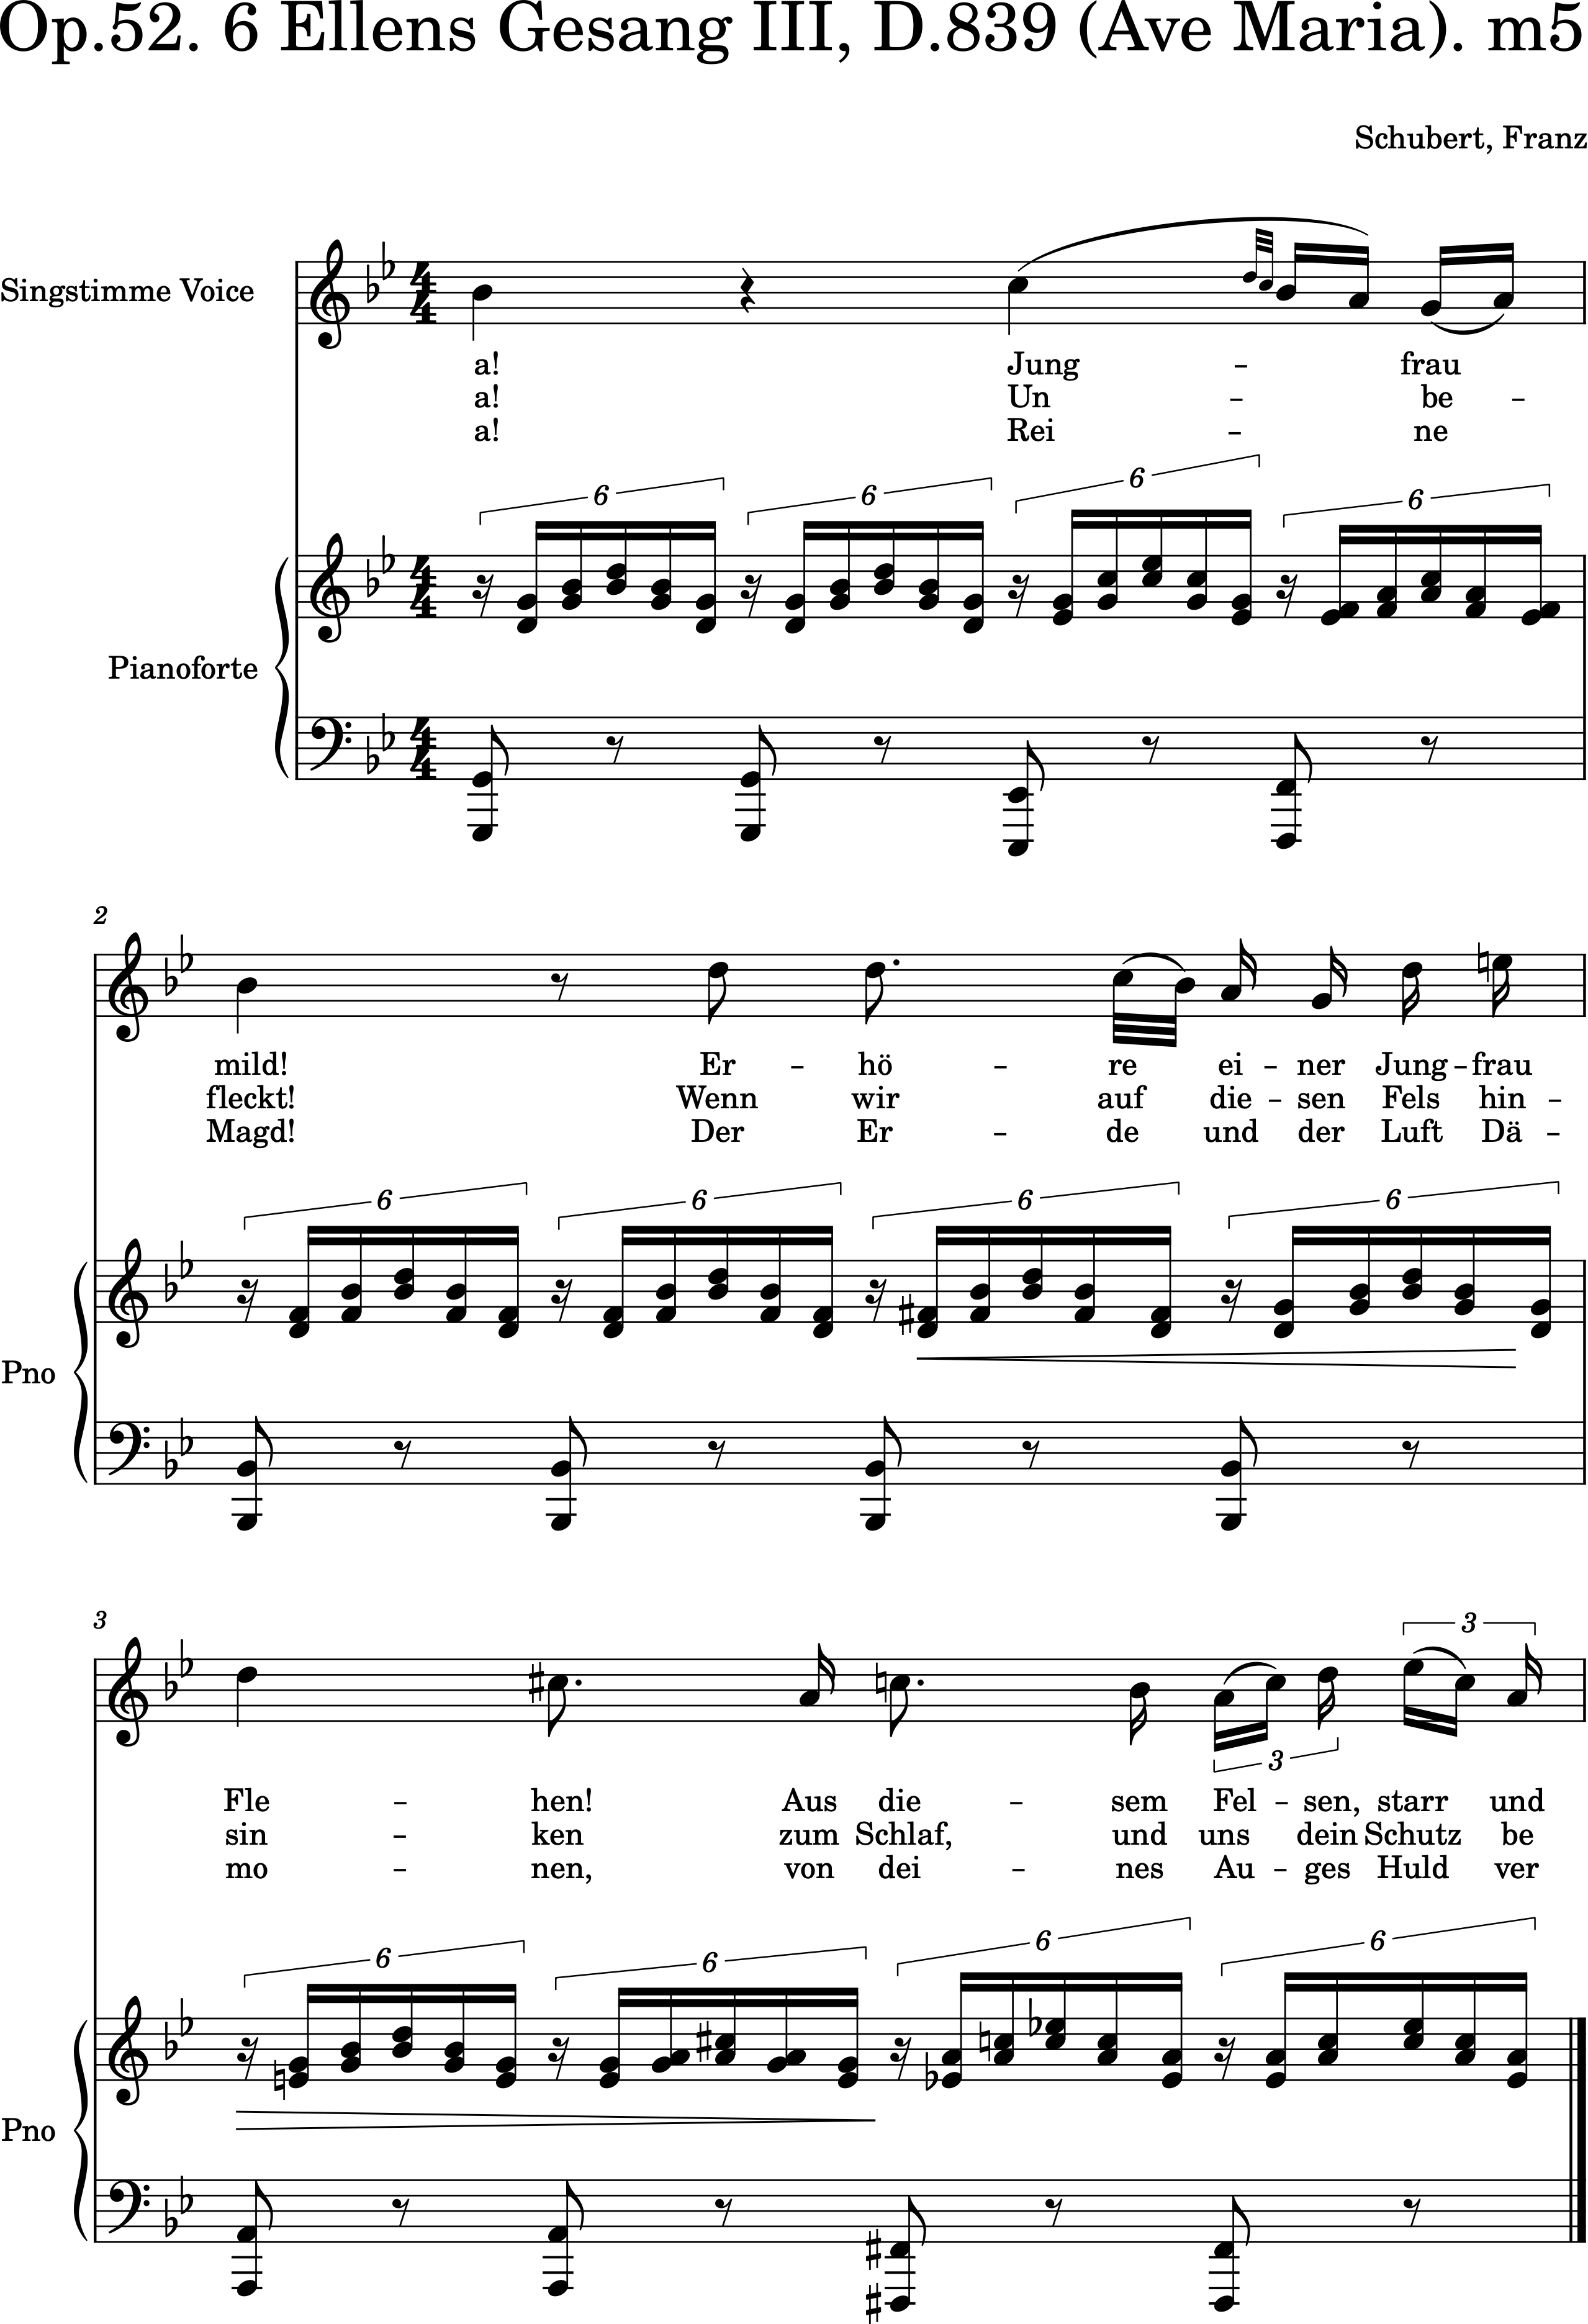 Op.52. 6 Ellens Gesang III, D.839 (Ave Maria). m5
Schubert, Franz
Singstimme Voice
a! Jung – frau
a! Un – be –
a! Rei – ne
6 6 6 6
Pianoforte
2
mild! Er – hö – re ei – ner Jung – frau
fleckt! Wenn wir auf die – sen Fels hin –
Magd! Der Er – de und der Luft Dä –
6 6 6 6
Pno
3
3
3
Fle – hen! Aus die – sem Fel – sen, starr und
sin – ken zum Schlaf, und uns dein Schutz be
mo – nen, von dei – nes Au – ges Huld ver
6 6 6 6
Pno